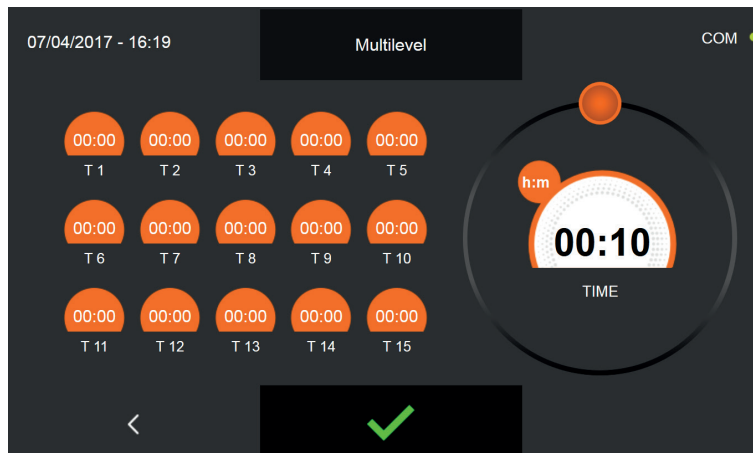 07/04/2017 - 16:19
Multilevel
COM
00:00 00:00 00:00 00:00 00:00
T 1 T 2 T 3 T 4 T 5
00:00 00:00 00:00 00:00 00:00
T 6 T 7 T 8 T 9 T 10
00:00 00:00 00:00 00:00 00:00
T 11 T 12 T 13 T 14 T 15
h:m
00:10
TIME